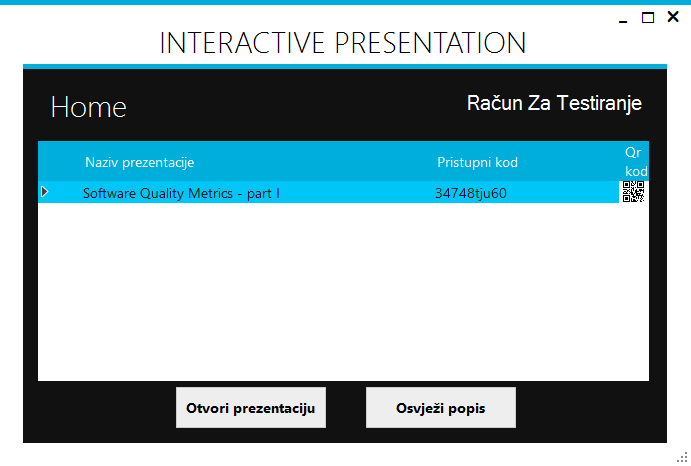 INTERACTIVE PRESENTATION
Home
Račun Za Testiranje
Naziv prezentacije
Pristupni kod
Qr
kod
Software Quality Metrics - part I
34748tju60
Otvori prezentaciju
Osvježi popis